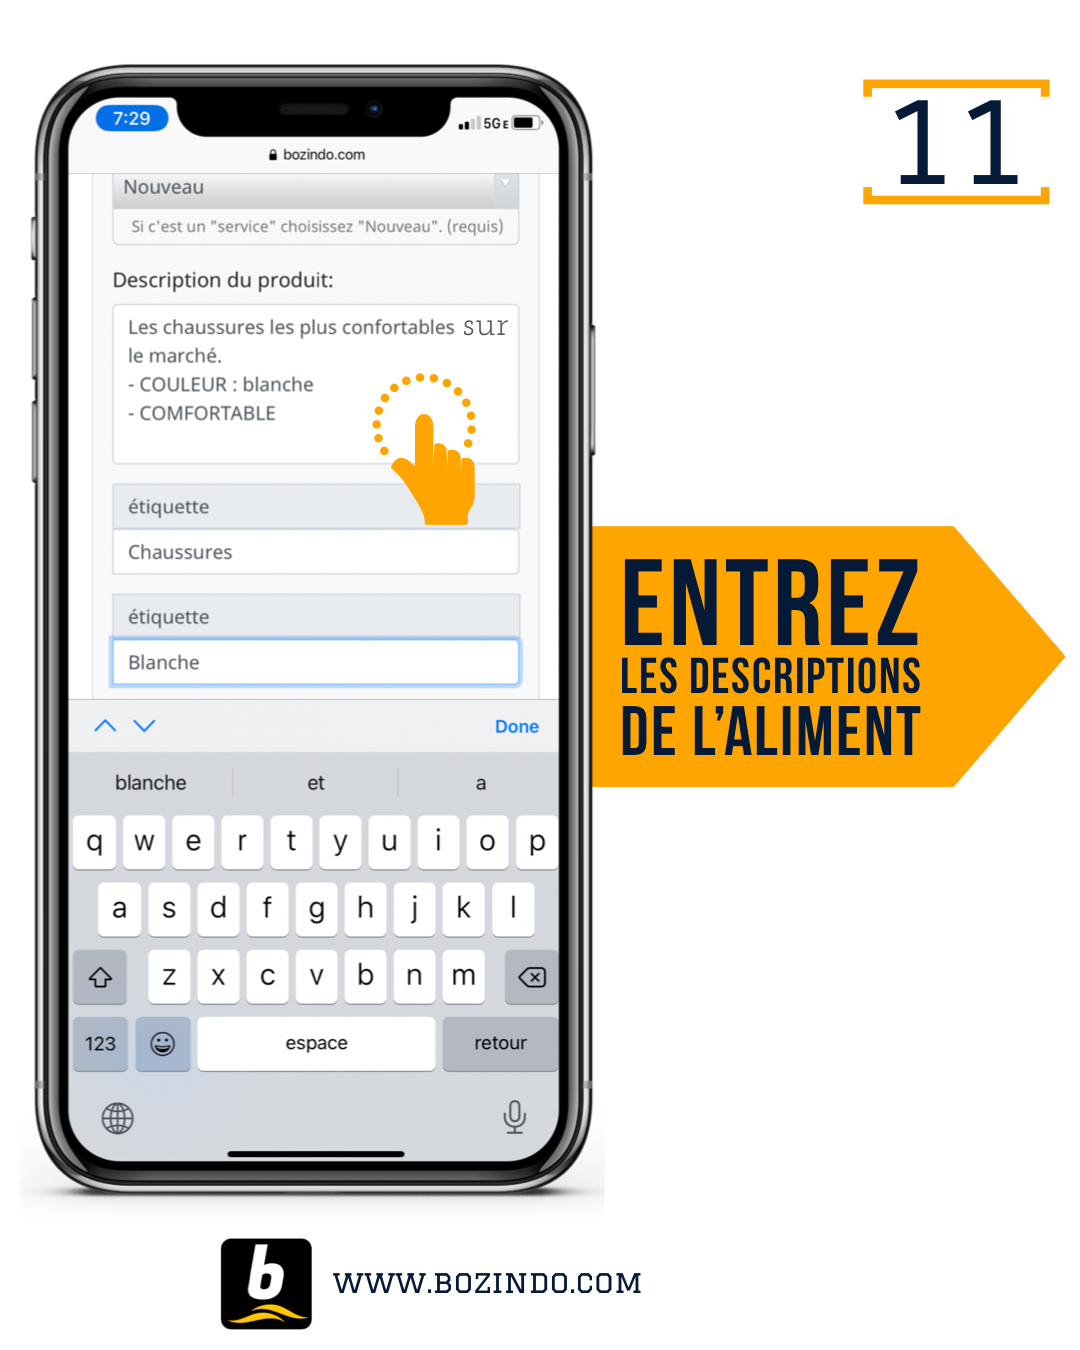 11
7:29
5GE
bozindo.com
Nouveau
Si c'est un "service" choisissez "Nouveau". (requis)
Description du produit:
Les chaussures les plus confortables sur
le marché.
- COULEUR : blanche
- COMFORTABLE
étiquette
Chaussures
étiquette
Blanche
ENTREZ
LES DESCRIPTIONS
DE L'ALIMENT
Done
blanche et a
q w e r t y u i o p
a s d f g h j k l
z x c v b n m
123 espace retour
b
WWW.BOZINDO.COM